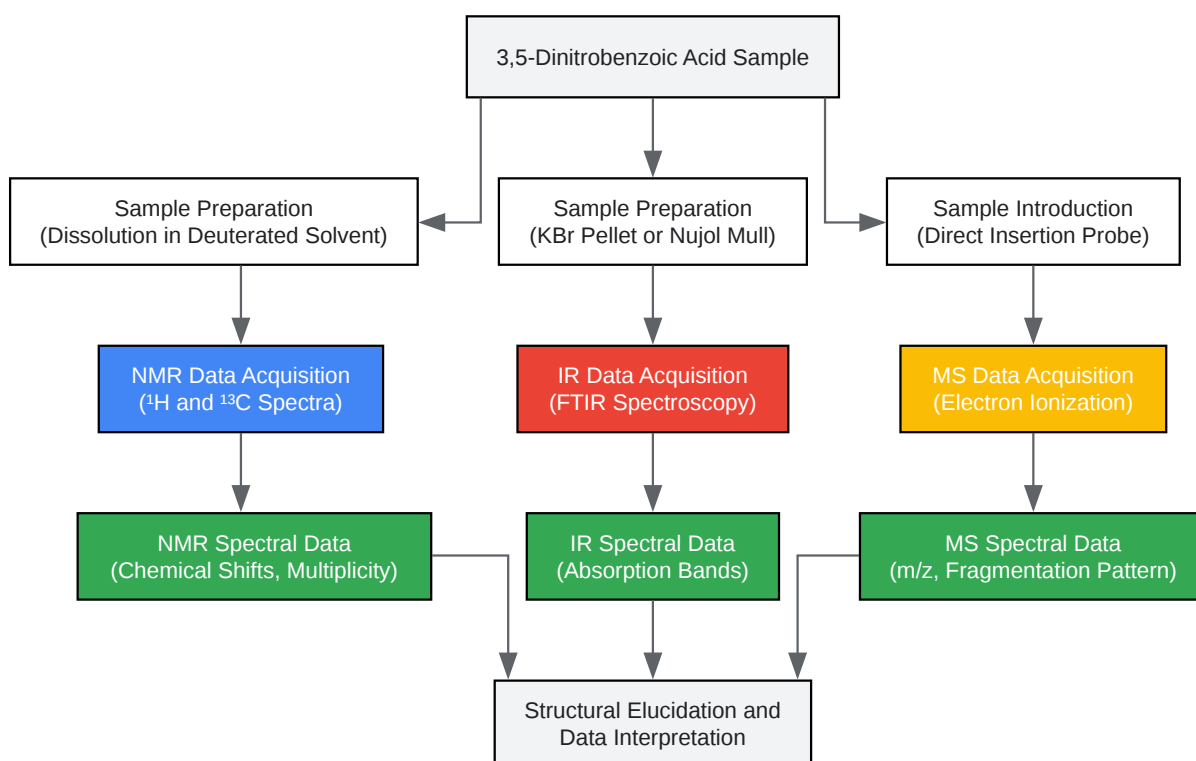 3,5-Dinitrobenzoic Acid Sample
Sample Preparation
(Dissolution in Deuterated Solvent)
Sample Preparation
(KBr Pellet or Nujol Mull)
Sample Introduction
(Direct Insertion Probe)
NMR Data Acquisition
(¹H and ¹³C Spectra)
IR Data Acquisition
(FTIR Spectroscopy)
MS Data Acquisition
(Electron Ionization)
NMR Spectral Data
(Chemical Shifts, Multiplicity)
IR Spectral Data
(Absorption Bands)
MS Spectral Data
(m/z, Fragmentation Pattern)
Structural Elucidation and
Data Interpretation